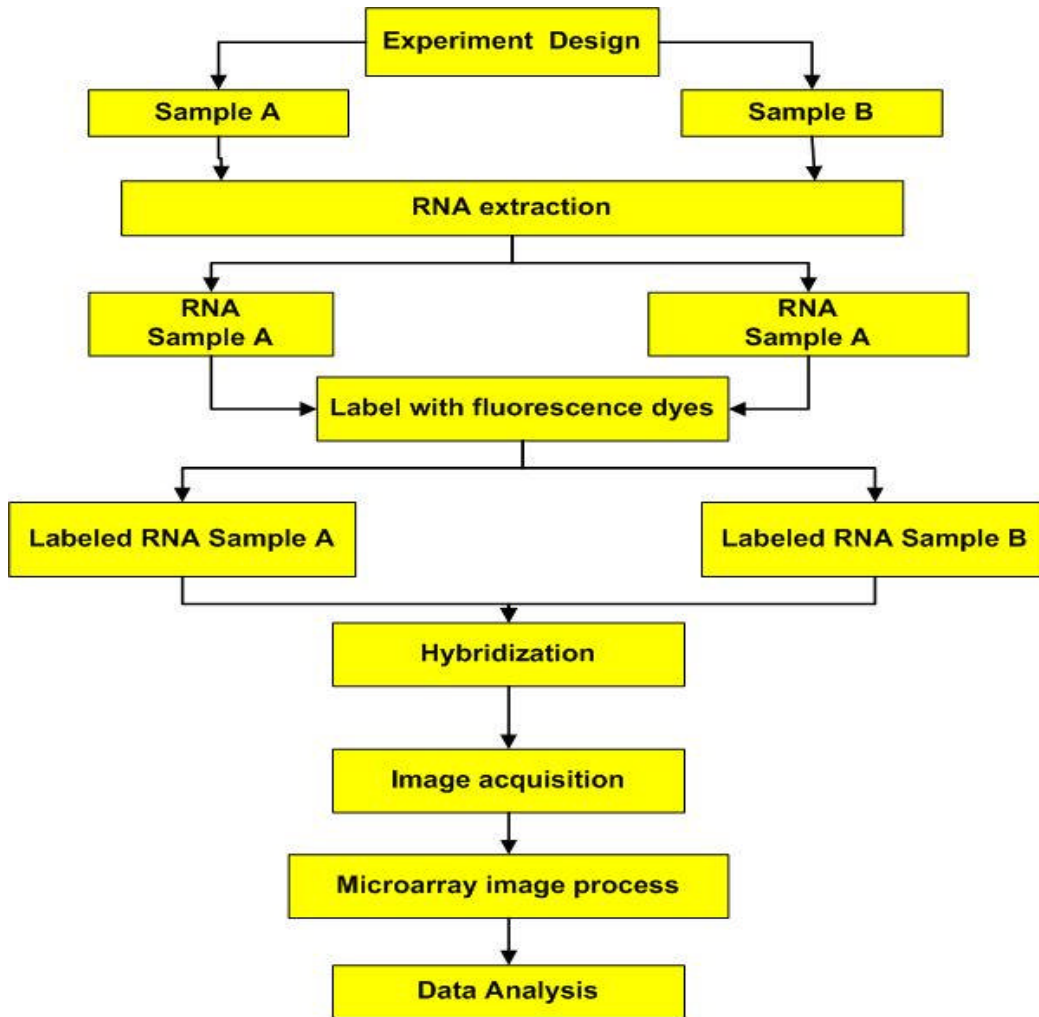 Experiment Design
Sample A
Sample B
RNA extraction
RNA
Sample A
RNA
Sample A
Label with fluorescence dyes
Labeled RNA Sample A
Labeled RNA Sample B
Hybridization
Image acquisition
Microarray image process
Data Analysis